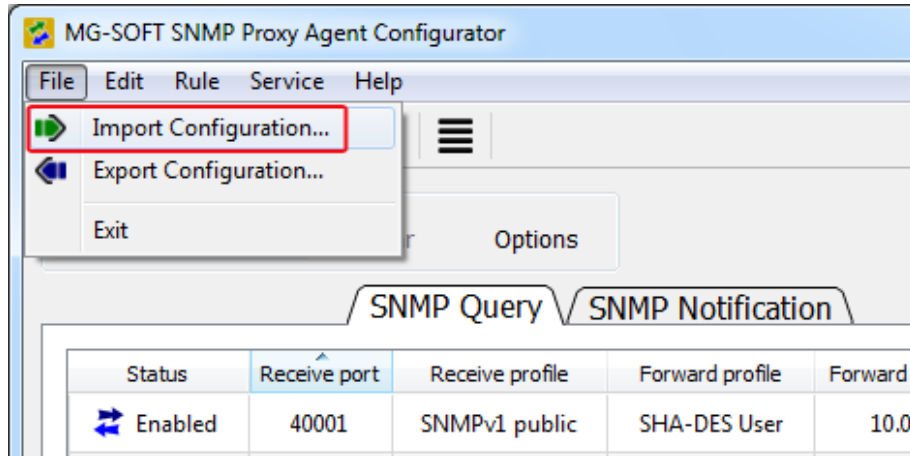 MG-SOFT SNMP Proxy Agent Configurator
File Edit Rule Service Help
Import Configuration...
Export Configuration...
Exit
Options
SNMP Query SNMP Notification
Status Receive port Receive profile Forward profile Forward
Enabled 40001 SNMPv1 public SHA-DES User 10.0